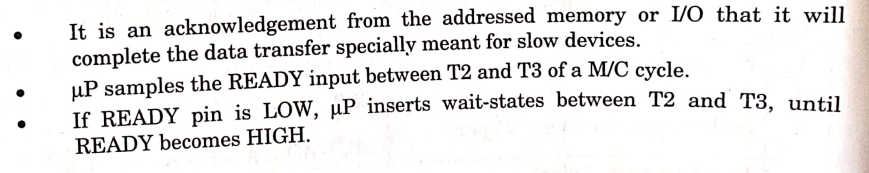 • It is an acknowledgement from the addressed memory or I/O that it will
complete the data transfer specially meant for slow devices.
• μP samples the READY input between T2 and T3 of a M/C cycle.
• If READY pin is LOW, μP inserts wait-states between T2 and T3, until
READY becomes HIGH.